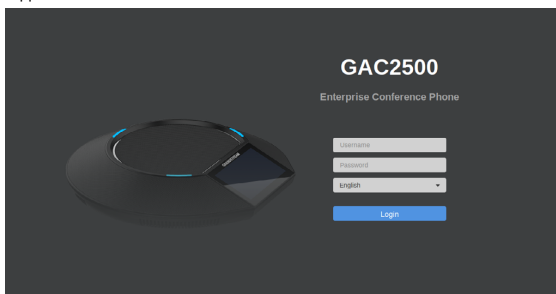 GAC2500
Enterprise Conference Phone
Username
Password
English
Login